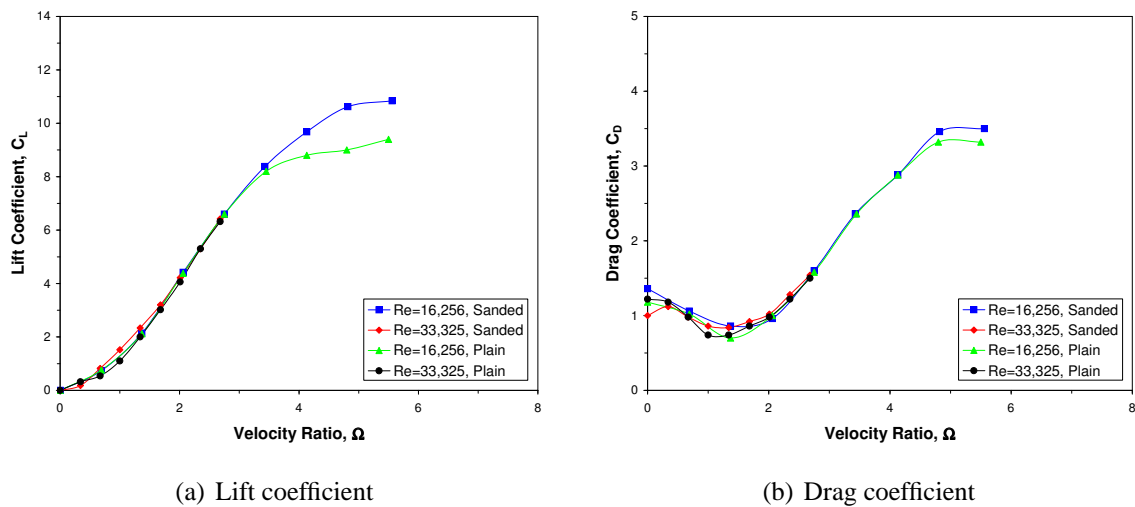 14
12
10
8
6
4
2
0
0 2 4 6 8
Lift Coefficient, C_L
Velocity Ratio, Ω
Re=16,256, Sanded
Re=33,325, Sanded
Re=16,256, Plain
Re=33,325, Plain
(a) Lift coefficient
5
4
3
2
1
0
0 2 4 6 8
Drag Coefficient, C_D
Velocity Ratio, Ω
Re=16,256, Sanded
Re=33,325, Sanded
Re=16,256, Plain
Re=33,325, Plain
(b) Drag coefficient